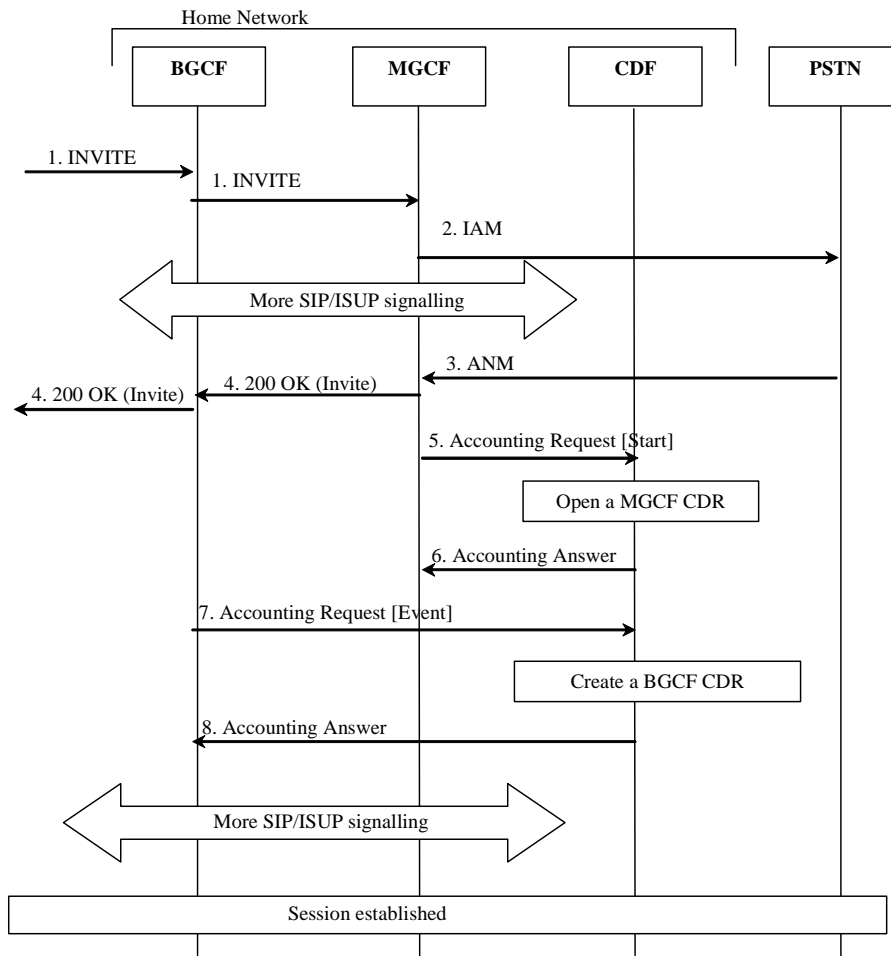 Home Network
BGCF
MGCF
CDF
PSTN
1. INVITE
1. INVITE
2. IAM
More SIP/ISUP signalling
3. ANM
4. 200 OK (Invite)
4. 200 OK (Invite)
5. Accounting Request [Start]
Open a MGCF CDR
6. Accounting Answer
7. Accounting Request [Event]
Create a BGCF CDR
8. Accounting Answer
More SIP/ISUP signalling
Session established